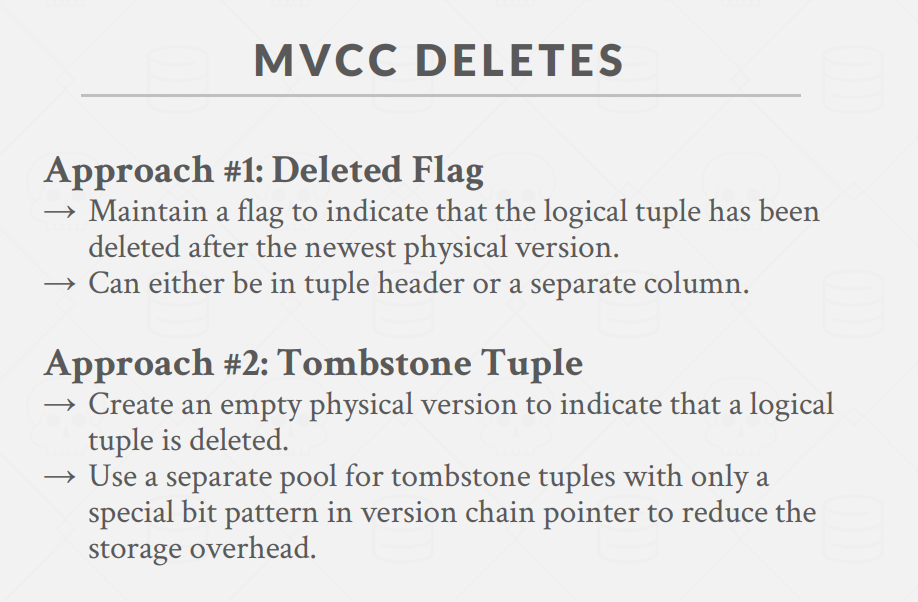 MVCC DELETES
Approach #1: Deleted Flag
→ Maintain a flag to indicate that the logical tuple has been
deleted after the newest physical version.
→ Can either be in tuple header or a separate column.
Approach #2: Tombstone Tuple
→ Create an empty physical version to indicate that a logical
tuple is deleted.
→ Use a separate pool for tombstone tuples with only a
special bit pattern in version chain pointer to reduce the
storage overhead.